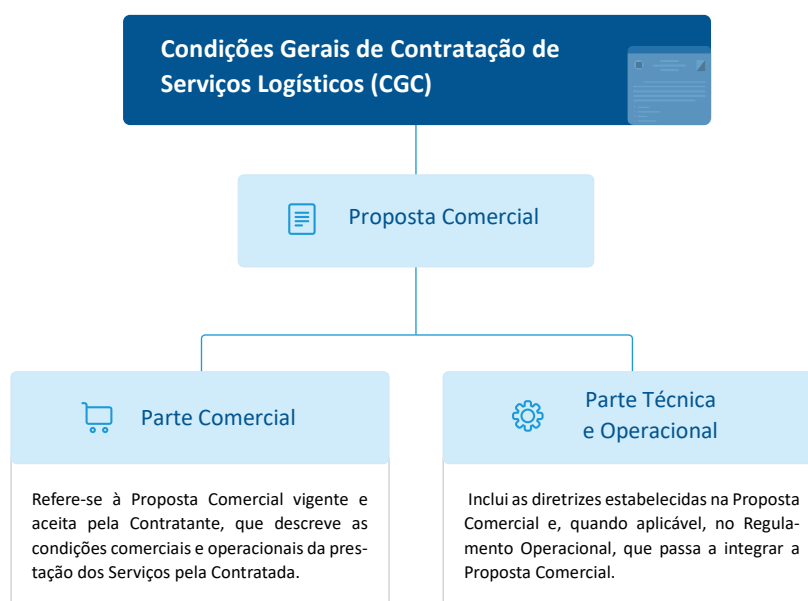 Condições Gerais de Contratação de
Serviços Logísticos (CGC)
Proposta Comercial
Parte Comercial
Refere-se à Proposta Comercial vigente e
aceita pela Contratante, que descreve as
condições comerciais e operacionais da pres-
tação dos Serviços pela Contratada.
Parte Técnica
e Operacional
Inclui as diretrizes estabelecidas na Proposta
Comercial e, quando aplicável, no Regula-
mento Operacional, que passa a integrar a
Proposta Comercial.